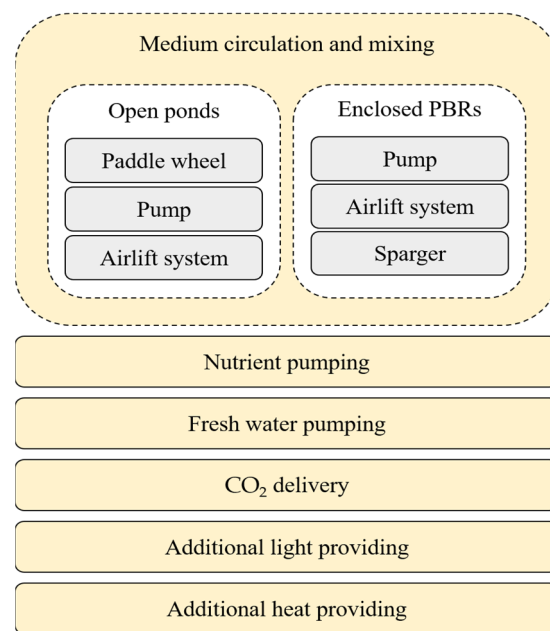 Medium circulation and mixing
Open ponds
Paddle wheel
Pump
Airlift system
Enclosed PBRs
Pump
Airlift system
Sparger
Nutrient pumping
Fresh water pumping
CO₂ delivery
Additional light providing
Additional heat providing